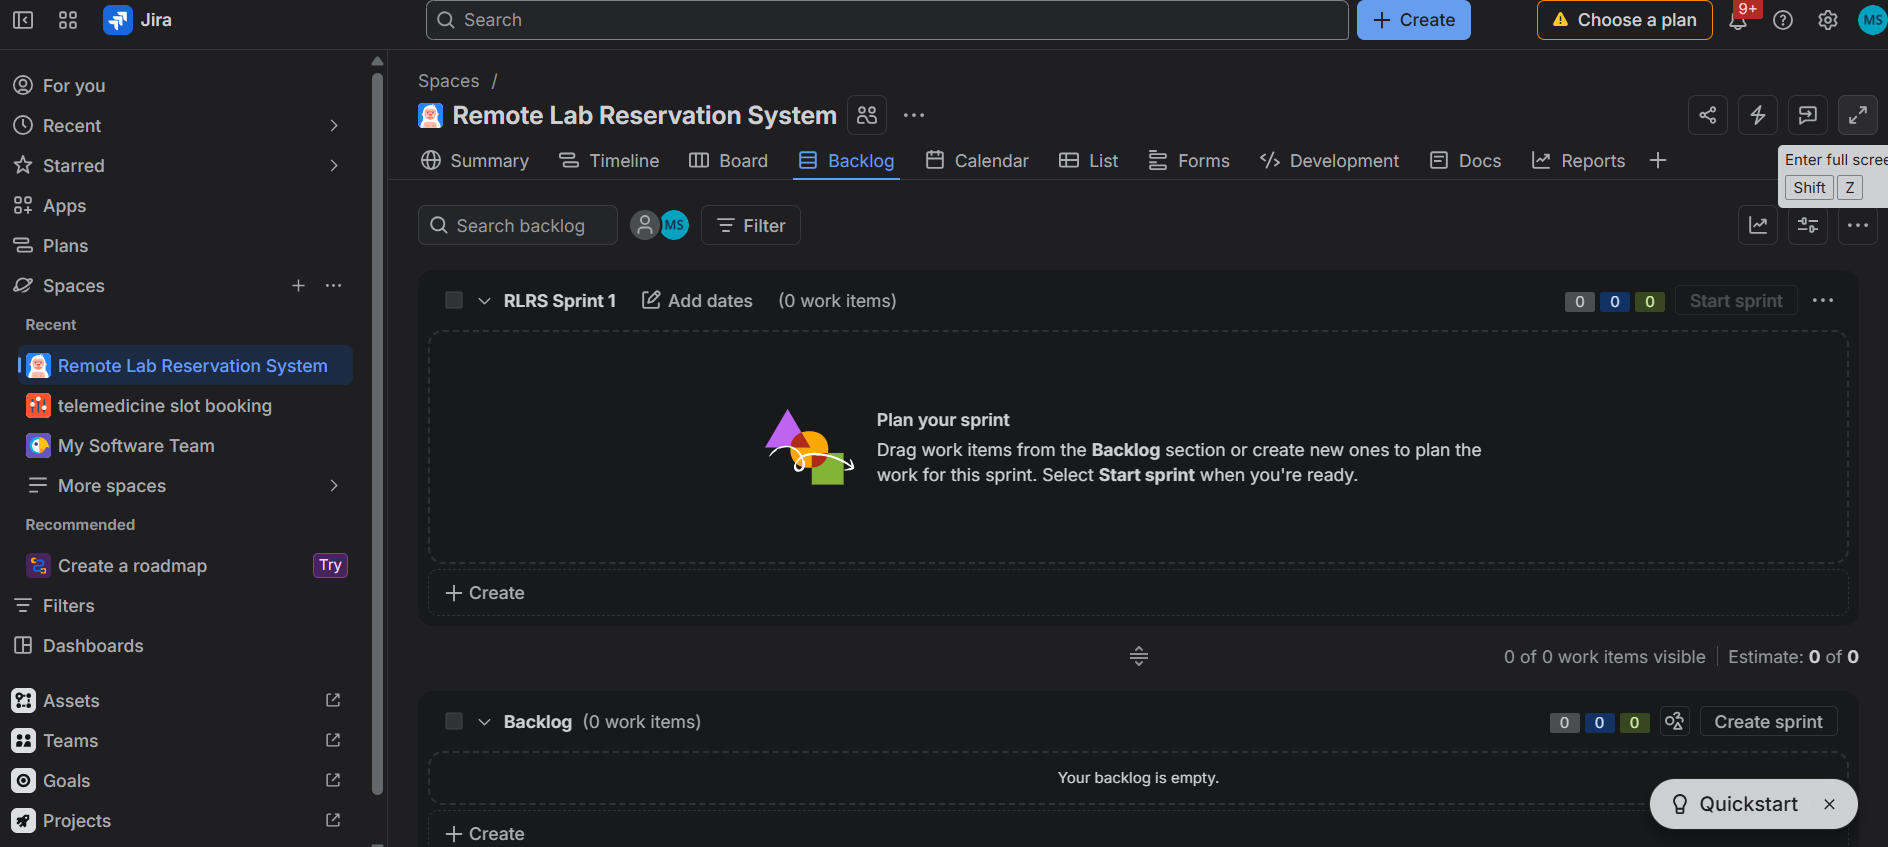 Jira
Search
Create
Choose a plan
9+
MS
For you
Recent
Starred
Apps
Plans
Spaces
Recent
Remote Lab Reservation System
telemedicine slot booking
My Software Team
More spaces
Recommended
Create a roadmap Try
Filters
Dashboards
Assets
Teams
Goals
Projects
Spaces /
Remote Lab Reservation System
Summary Timeline Board Backlog Calendar List Forms Development Docs Reports
Enter full scree
Shift Z
Search backlog MS Filter
RLRS Sprint 1 Add dates (0 work items) 0 0 0 Start sprint
Plan your sprint
Drag work items from the Backlog section or create new ones to plan the
work for this sprint. Select Start sprint when you're ready.
Create
0 of 0 work items visible Estimate: 0 of 0
Backlog (0 work items) 0 0 0 Create sprint
Your backlog is empty.
Quickstart
Create